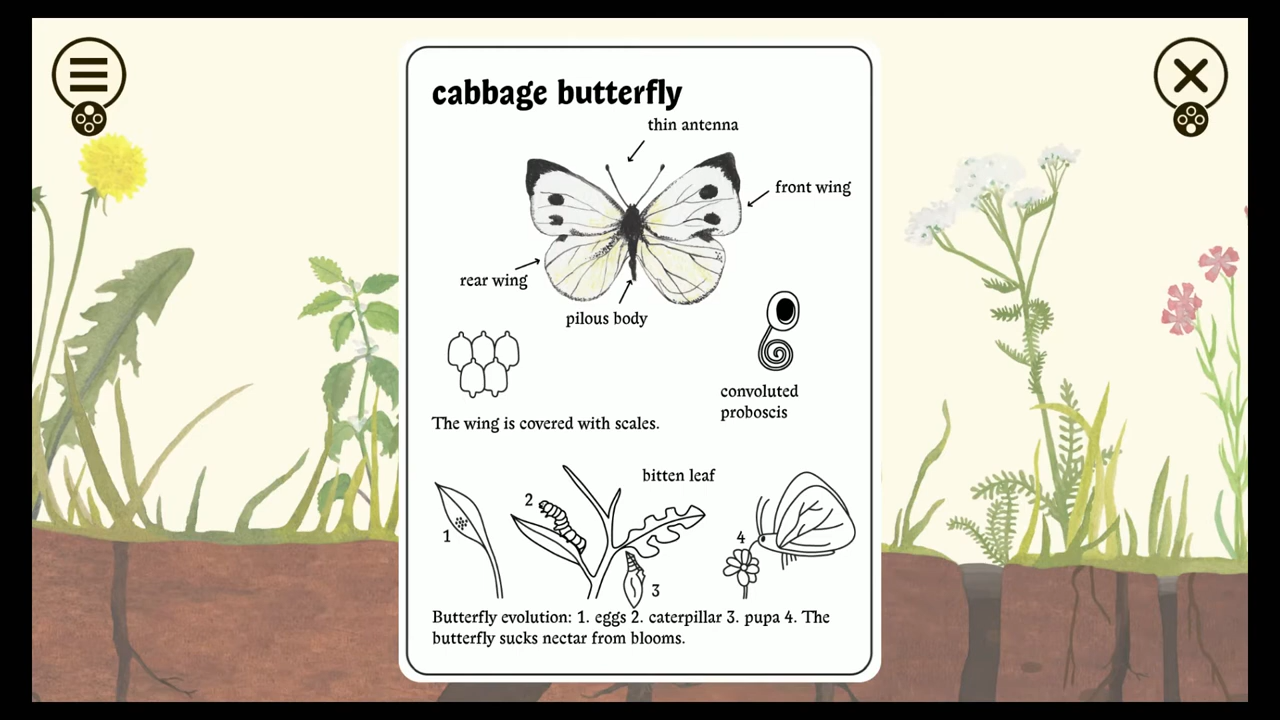 cabbage butterfly
thin antenna
front wing
rear wing
pilous body
convoluted
proboscis
The wing is covered with scales.
bitten leaf
2
1
4
3
Butterfly evolution: 1. eggs 2. caterpillar 3. pupa 4. The
butterfly sucks nectar from blooms.